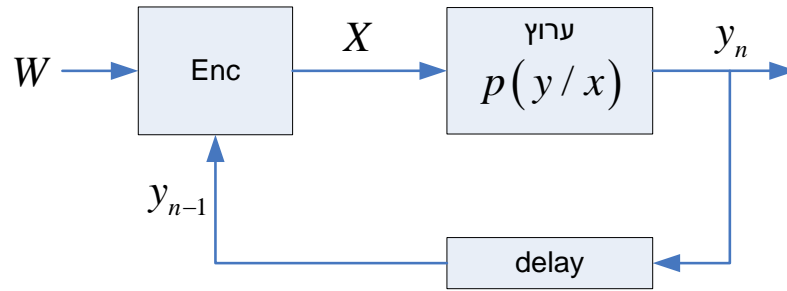 W
Enc
X
ערוץ
p(y/x)
y_n
y_{n-1}
delay